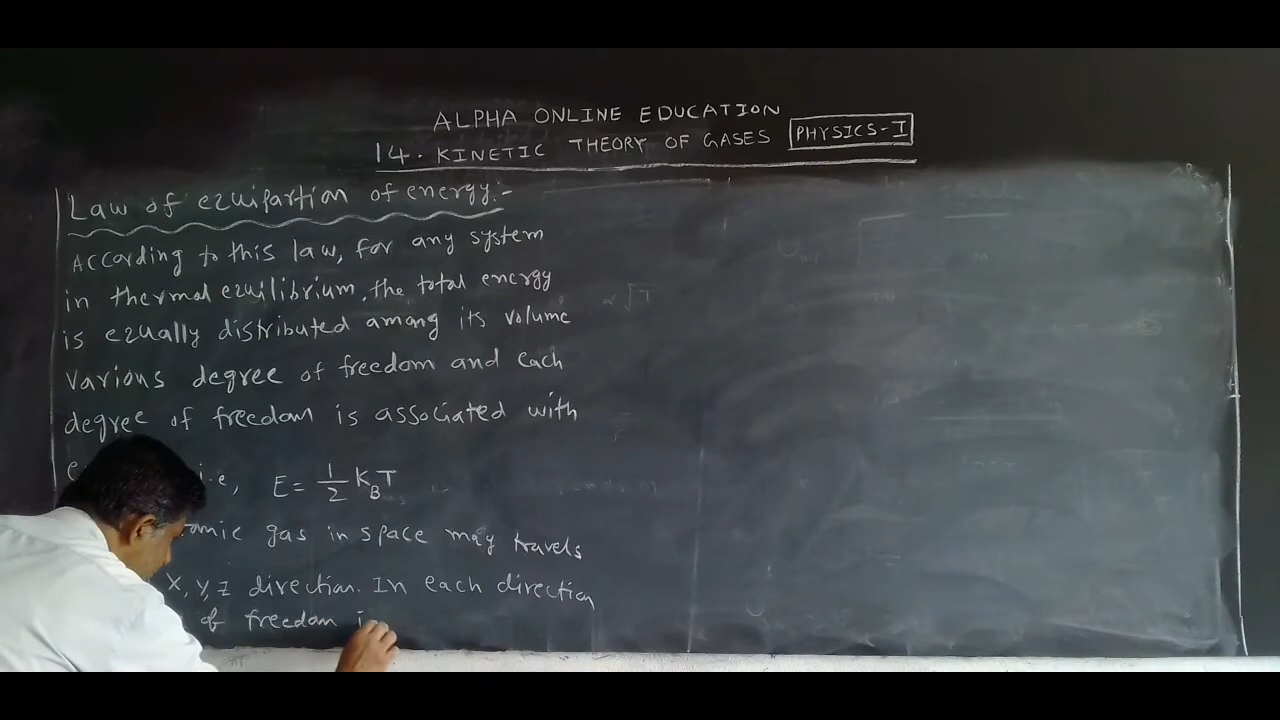 ALPHA ONLINE EDUCATION
14. KINETIC THEORY OF GASES PHYSICS-I
Law of equipartion of energy:-
According to this law, for any system
in thermal equilibrium, the total energy
is equally distributed among its volume
various degree of freedom and each
degree of freedom is associated with
i.e, E = 1/2 K_B T
gas in space may travels
X, Y, Z direction. In each direction
of freedom